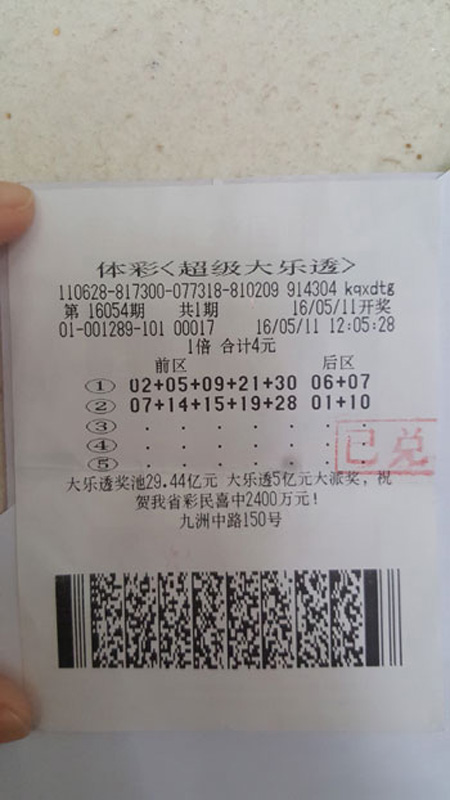 体彩<超级大乐透>
110628-817300-077318-810209 914304 kqxdtg
第 16054期 共1期 16/05/11开奖
01-001289-101 00017 16/05/11 12:05:28
1倍 合计4元
前区 后区
① 02+05+09+21+30 06+07
② 07+14+15+19+28 01+10
③ . . . . . . .
④ . . . . . . .
已兑
⑤ . . . . . . .
大乐透奖池29.44亿元 大乐透5亿元大派奖，祝
贺我省彩民喜中2400万元！
九洲中路150号